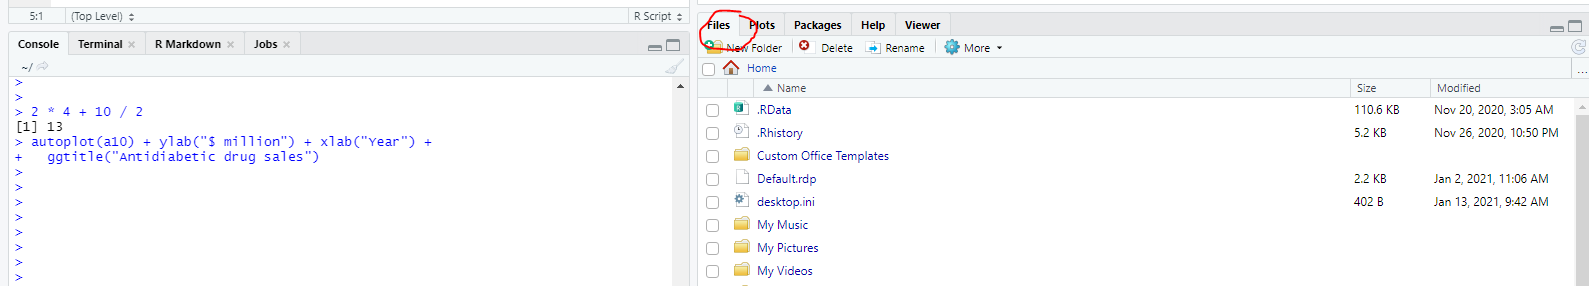 5:1 (Top Level) R Script
Console Terminal R Markdown Jobs
~/
>
>
> 2 * 4 + 10 / 2
[1] 13
> autoplot(a10) + ylab("$ million") + xlab("Year") +
+   ggtitle("Antidiabetic drug sales")
>
>
>
>
>
>
>
>
Files Plots Packages Help Viewer
New Folder Delete Rename More
Home ...
Name Size Modified
.RData 110.6 KB Nov 20, 2020, 3:05 AM
.Rhistory 5.2 KB Nov 26, 2020, 10:50 PM
Custom Office Templates
Default.rdp 2.2 KB Jan 2, 2021, 11:06 AM
desktop.ini 402 B Jan 13, 2021, 9:42 AM
My Music
My Pictures
My Videos